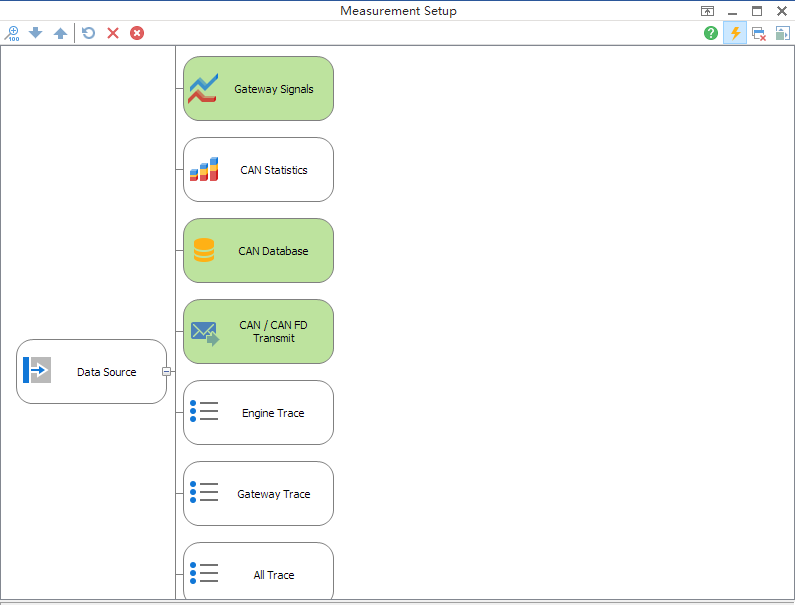 Measurement Setup
100
Gateway Signals
CAN Statistics
CAN Database
CAN / CAN FD
Transmit
Data Source
Engine Trace
Gateway Trace
All Trace